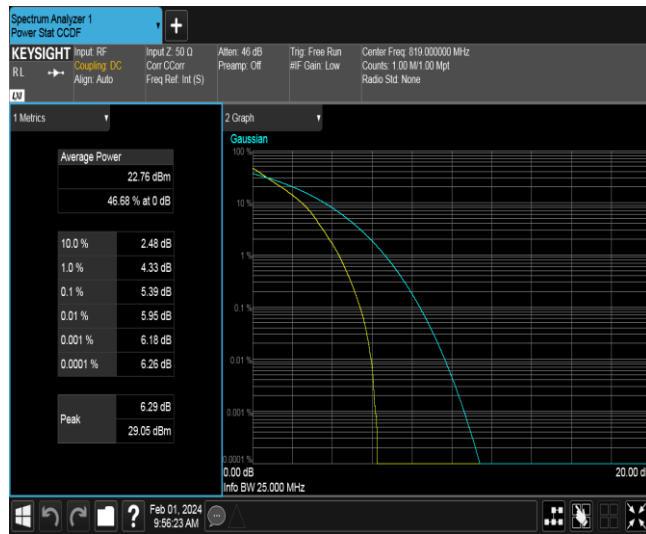 Spectrum Analyzer 1
Power Stat CCDF
+
KEYSIGHT
RL
LXI
Input: RF
Coupling: DC
Align: Auto
Input Z: 50 Ω
Corr CCorr
Freq Ref: Int (S)
Atten: 46 dB
Preamp: Off
Trig: Free Run
#IF Gain: Low
Center Freq: 819.000000 MHz
Counts: 1.00 M/1.00 Mpt
Radio Std: None
1 Metrics
Average Power
22.76 dBm
46.68 % at 0 dB
10.0 % 2.48 dB
1.0 % 4.33 dB
0.1 % 5.39 dB
0.01 % 5.95 dB
0.001 % 6.18 dB
0.0001 % 6.26 dB
Peak
6.29 dB
29.05 dBm
2 Graph
Gaussian
100 %
10 %
1 %
0.1 %
0.01 %
0.001 %
0.0001 %
0.00 dB
20.00 d
Info BW 25.000 MHz
?
Feb 01, 2024
9:56:23 AM